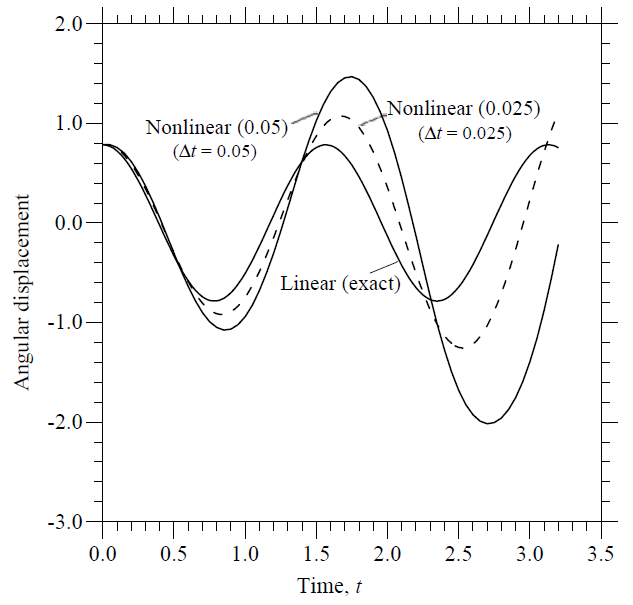 2.0
1.0
0.0
-1.0
-2.0
-3.0
Angular displacement
Nonlinear (0.05)
(Δt = 0.05)
Nonlinear (0.025)
(Δt = 0.025)
Linear (exact)
0.0 0.5 1.0 1.5 2.0 2.5 3.0 3.5
Time, t